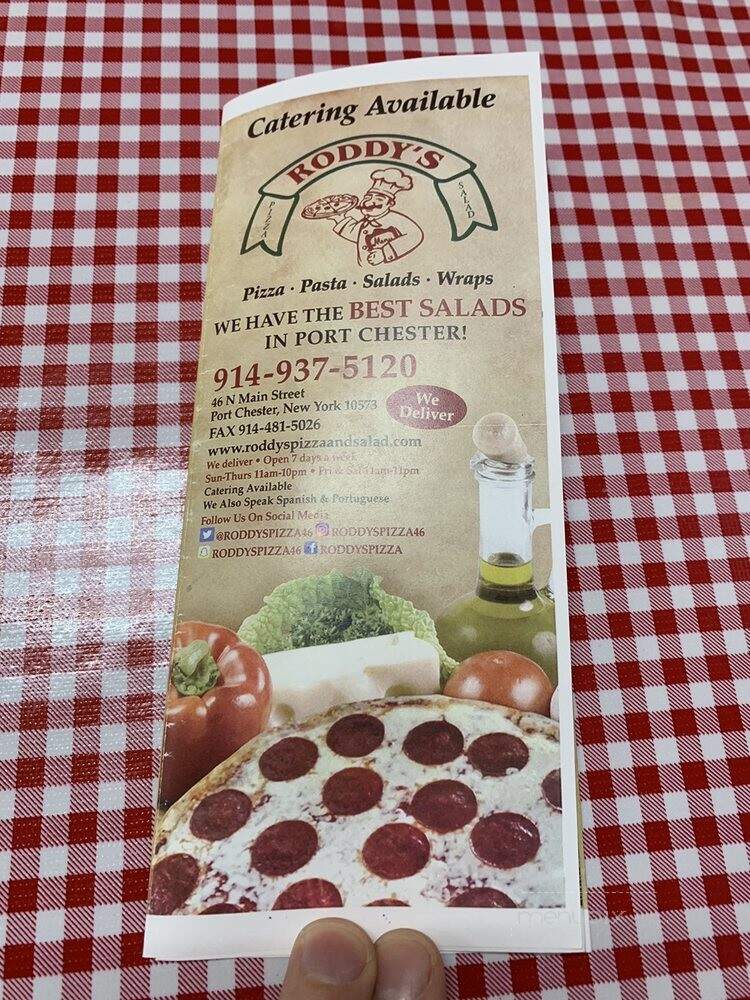 Catering Available
RODDY'S
PIZZA
SALAD
Menu
Pizza · Pasta · Salads · Wraps
WE HAVE THE BEST SALADS
IN PORT CHESTER!
914-937-5120
46 N Main Street
Port Chester, New York 10573
We
Deliver
FAX 914-481-5026
www.roddyspizzaandsalad.com
We deliver • Open 7 days a week
Sun-Thurs 11am-10pm • Fri & Sat 11am-11pm
Catering Available
We Also Speak Spanish & Portuguese
Follow Us On Social Media
@RODDYSPIZZA46 RODDYSPIZZA46
RODDYSPIZZA46 RODDYSPIZZA